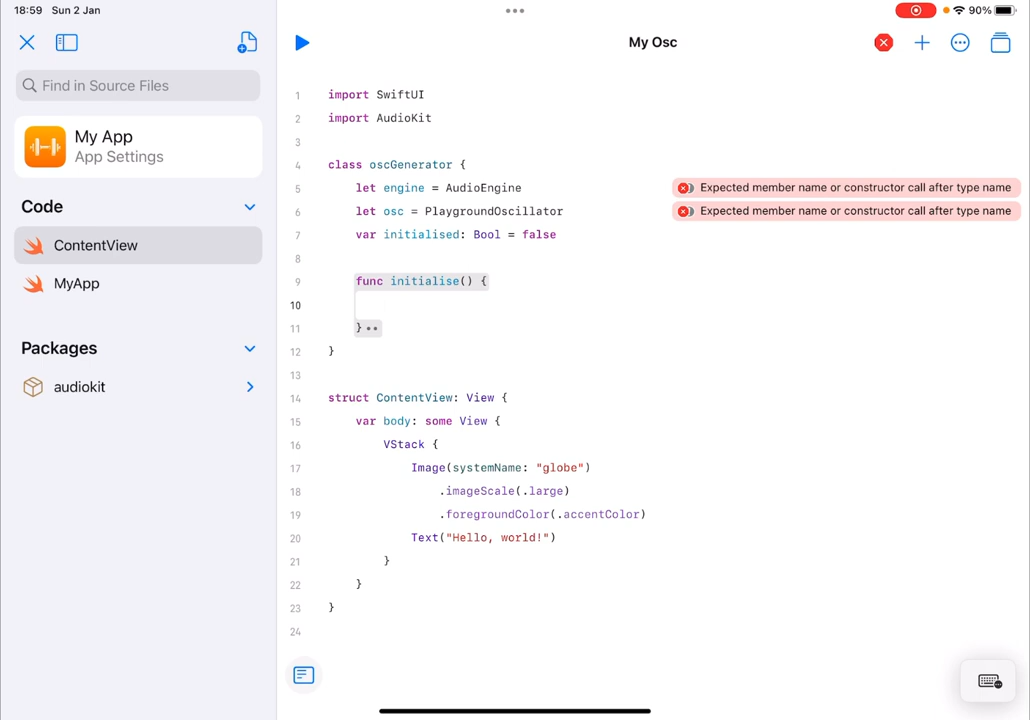 18:59 Sun 2 Jan
90%
My Osc
Find in Source Files
My App
App Settings
Code
ContentView
MyApp
Packages
audiokit
1 import SwiftUI
2 import AudioKit
3
4 class oscGenerator {
5 let engine = AudioEngine
Expected member name or constructor call after type name
6 let osc = PlaygroundOscillator
Expected member name or constructor call after type name
7 var initialised: Bool = false
8
9 func initialise() {
10
11 }
12 }
13
14 struct ContentView: View {
15 var body: some View {
16 VStack {
17 Image(systemName: "globe")
18 .imageScale(.large)
19 .foregroundColor(.accentColor)
20 Text("Hello, world!")
21 }
22 }
23 }
24